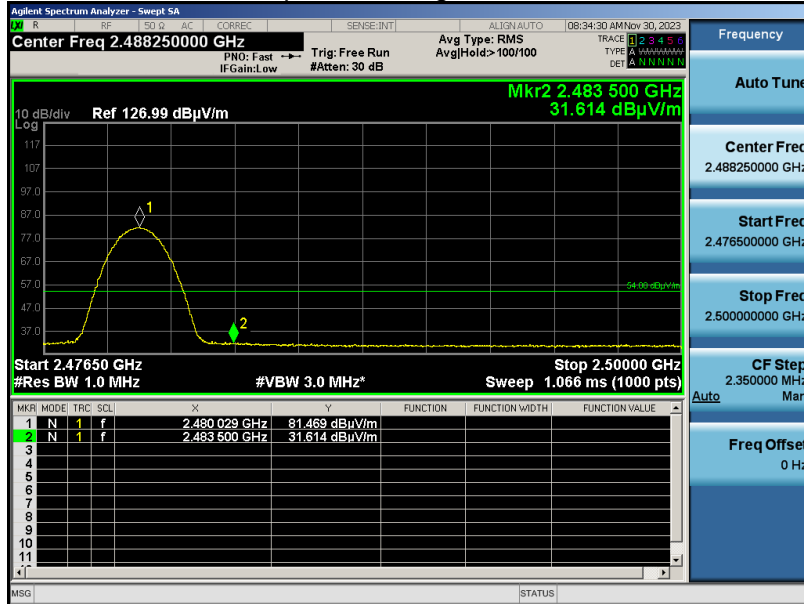 Agilent Spectrum Analyzer - Swept SA
LXI R RF 50 Ω AC CORREC SENSE:INT ALIGN AUTO 08:34:30 AM Nov 30, 2023
Center Freq 2.488250000 GHz
PNO: Fast
IFGain:Low
Trig: Free Run
#Atten: 30 dB
Avg Type: RMS
Avg|Hold:>100/100
TRACE 1 2 3 4 5 6
TYPE A WWWWW
DET A N N N N N
Mkr2 2.483 500 GHz
31.614 dBµV/m
10 dB/div Ref 126.99 dBµV/m
Log
117
107
97.0
87.0
77.0
67.0
57.0
47.0
37.0
1
2
54.00 dBµV/m
Start 2.47650 GHz Stop 2.50000 GHz
#Res BW 1.0 MHz #VBW 3.0 MHz* Sweep 1.066 ms (1000 pts)
MKR MODE TRC SCL X Y FUNCTION FUNCTION WIDTH FUNCTION VALUE
1 N 1 f 2.480 029 GHz 81.469 dBµV/m
2 N 1 f 2.483 500 GHz 31.614 dBµV/m
3
4
5
6
7
8
9
10
11
MSG STATUS
Frequency
Auto Tune
Center Freq
2.488250000 GHz
Start Freq
2.476500000 GHz
Stop Freq
2.500000000 GHz
CF Step
2.350000 MHz
Auto Man
Freq Offset
0 Hz